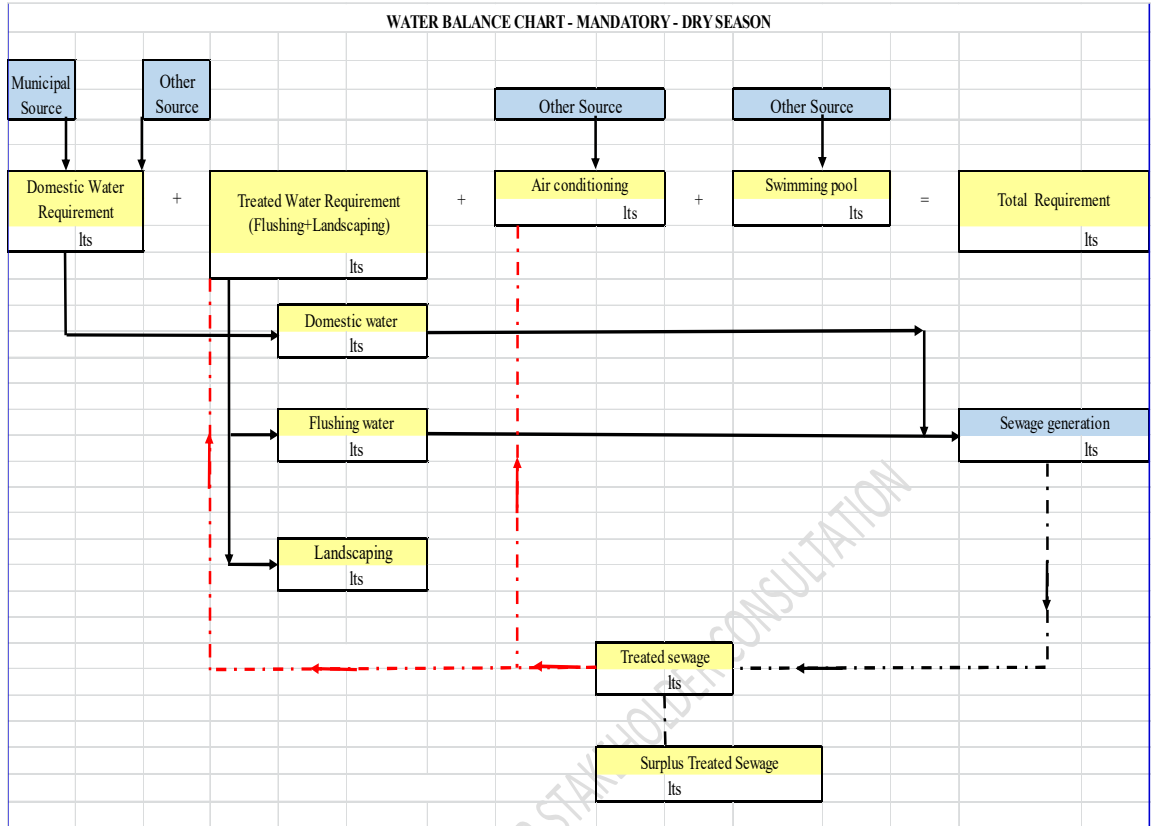 WATER BALANCE CHART - MANDATORY - DRY SEASON
Municipal
Source
Other
Source
Other Source
Other Source
Domestic Water
Requirement
lts
+
Treated Water Requirement
(Flushing+Landscaping)
lts
+
Air conditioning
lts
+
Swimming pool
lts
=
Total Requirement
lts
Domestic water
lts
Flushing water
lts
Sewage generation
lts
Landscaping
lts
Treated sewage
lts
Surplus Treated Sewage
lts
STAKEHOLDER CONSULTATION